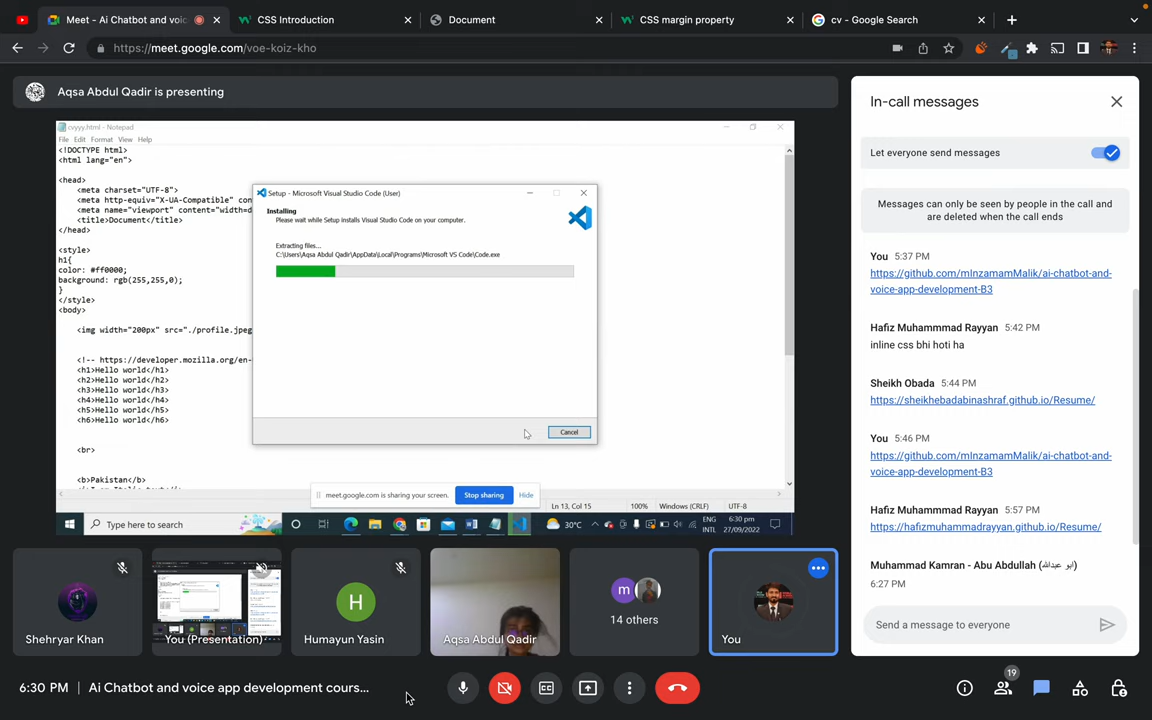 Meet - Ai Chatbot and voic
CSS Introduction
Document
CSS margin property
cv - Google Search
https://meet.google.com/voe-koiz-kho
Aqsa Abdul Qadir is presenting
cvyyy.html - Notepad
File Edit Format View Help
<!DOCTYPE html>
<html lang="en">
<head>
<meta charset="UTF-8">
<meta http-equiv="X-UA-Compatible" con
<meta name="viewport" content="width=d
<title>Document</title>
</head>
<style>
h1{
color: #ff0000;
background: rgb(255,255,0);
}
</style>
<body>
<img width="200px" src="./profile.jpeg
<!-- https://developer.mozilla.org/en-
<h1>Hello world</h1>
<h2>Hello world</h2>
<h3>Hello world</h3>
<h4>Hello world</h4>
<h5>Hello world</h5>
<h6>Hello world</h6>
<br>
<b>Pakistan</b>
Setup - Microsoft Visual Studio Code (User)
Installing
Please wait while Setup installs Visual Studio Code on your computer.
Extracting files...
C:\Users\Aqsa Abdul Qadir\AppData\Local\Programs\Microsoft VS Code\Code.exe
Cancel
meet.google.com is sharing your screen.
Stop sharing
Hide
Ln 13, Col 15
100%
Windows (CRLF)
UTF-8
Type here to search
30°C
ENG
INTL
6:30 pm
27/09/2022
Shehryar Khan
You (Presentation)
H
Humayun Yasin
Aqsa Abdul Qadir
m
14 others
You
6:30 PM | Ai Chatbot and voice app development cours...
In-call messages
Let everyone send messages
Messages can only be seen by people in the call and
are deleted when the call ends
You 5:37 PM
https://github.com/mInzamamMalik/ai-chatbot-and-
voice-app-development-B3
Hafiz Muhammmad Rayyan 5:42 PM
inline css bhi hoti ha
Sheikh Obada 5:44 PM
https://sheikhebadabinashraf.github.io/Resume/
You 5:46 PM
https://github.com/mInzamamMalik/ai-chatbot-and-
voice-app-development-B3
Hafiz Muhammmad Rayyan 5:57 PM
https://hafizmuhammadrayyan.github.io/Resume/
Muhammad Kamran - Abu Abdullah (ابو عبداللہ)
6:27 PM
Send a message to everyone
19